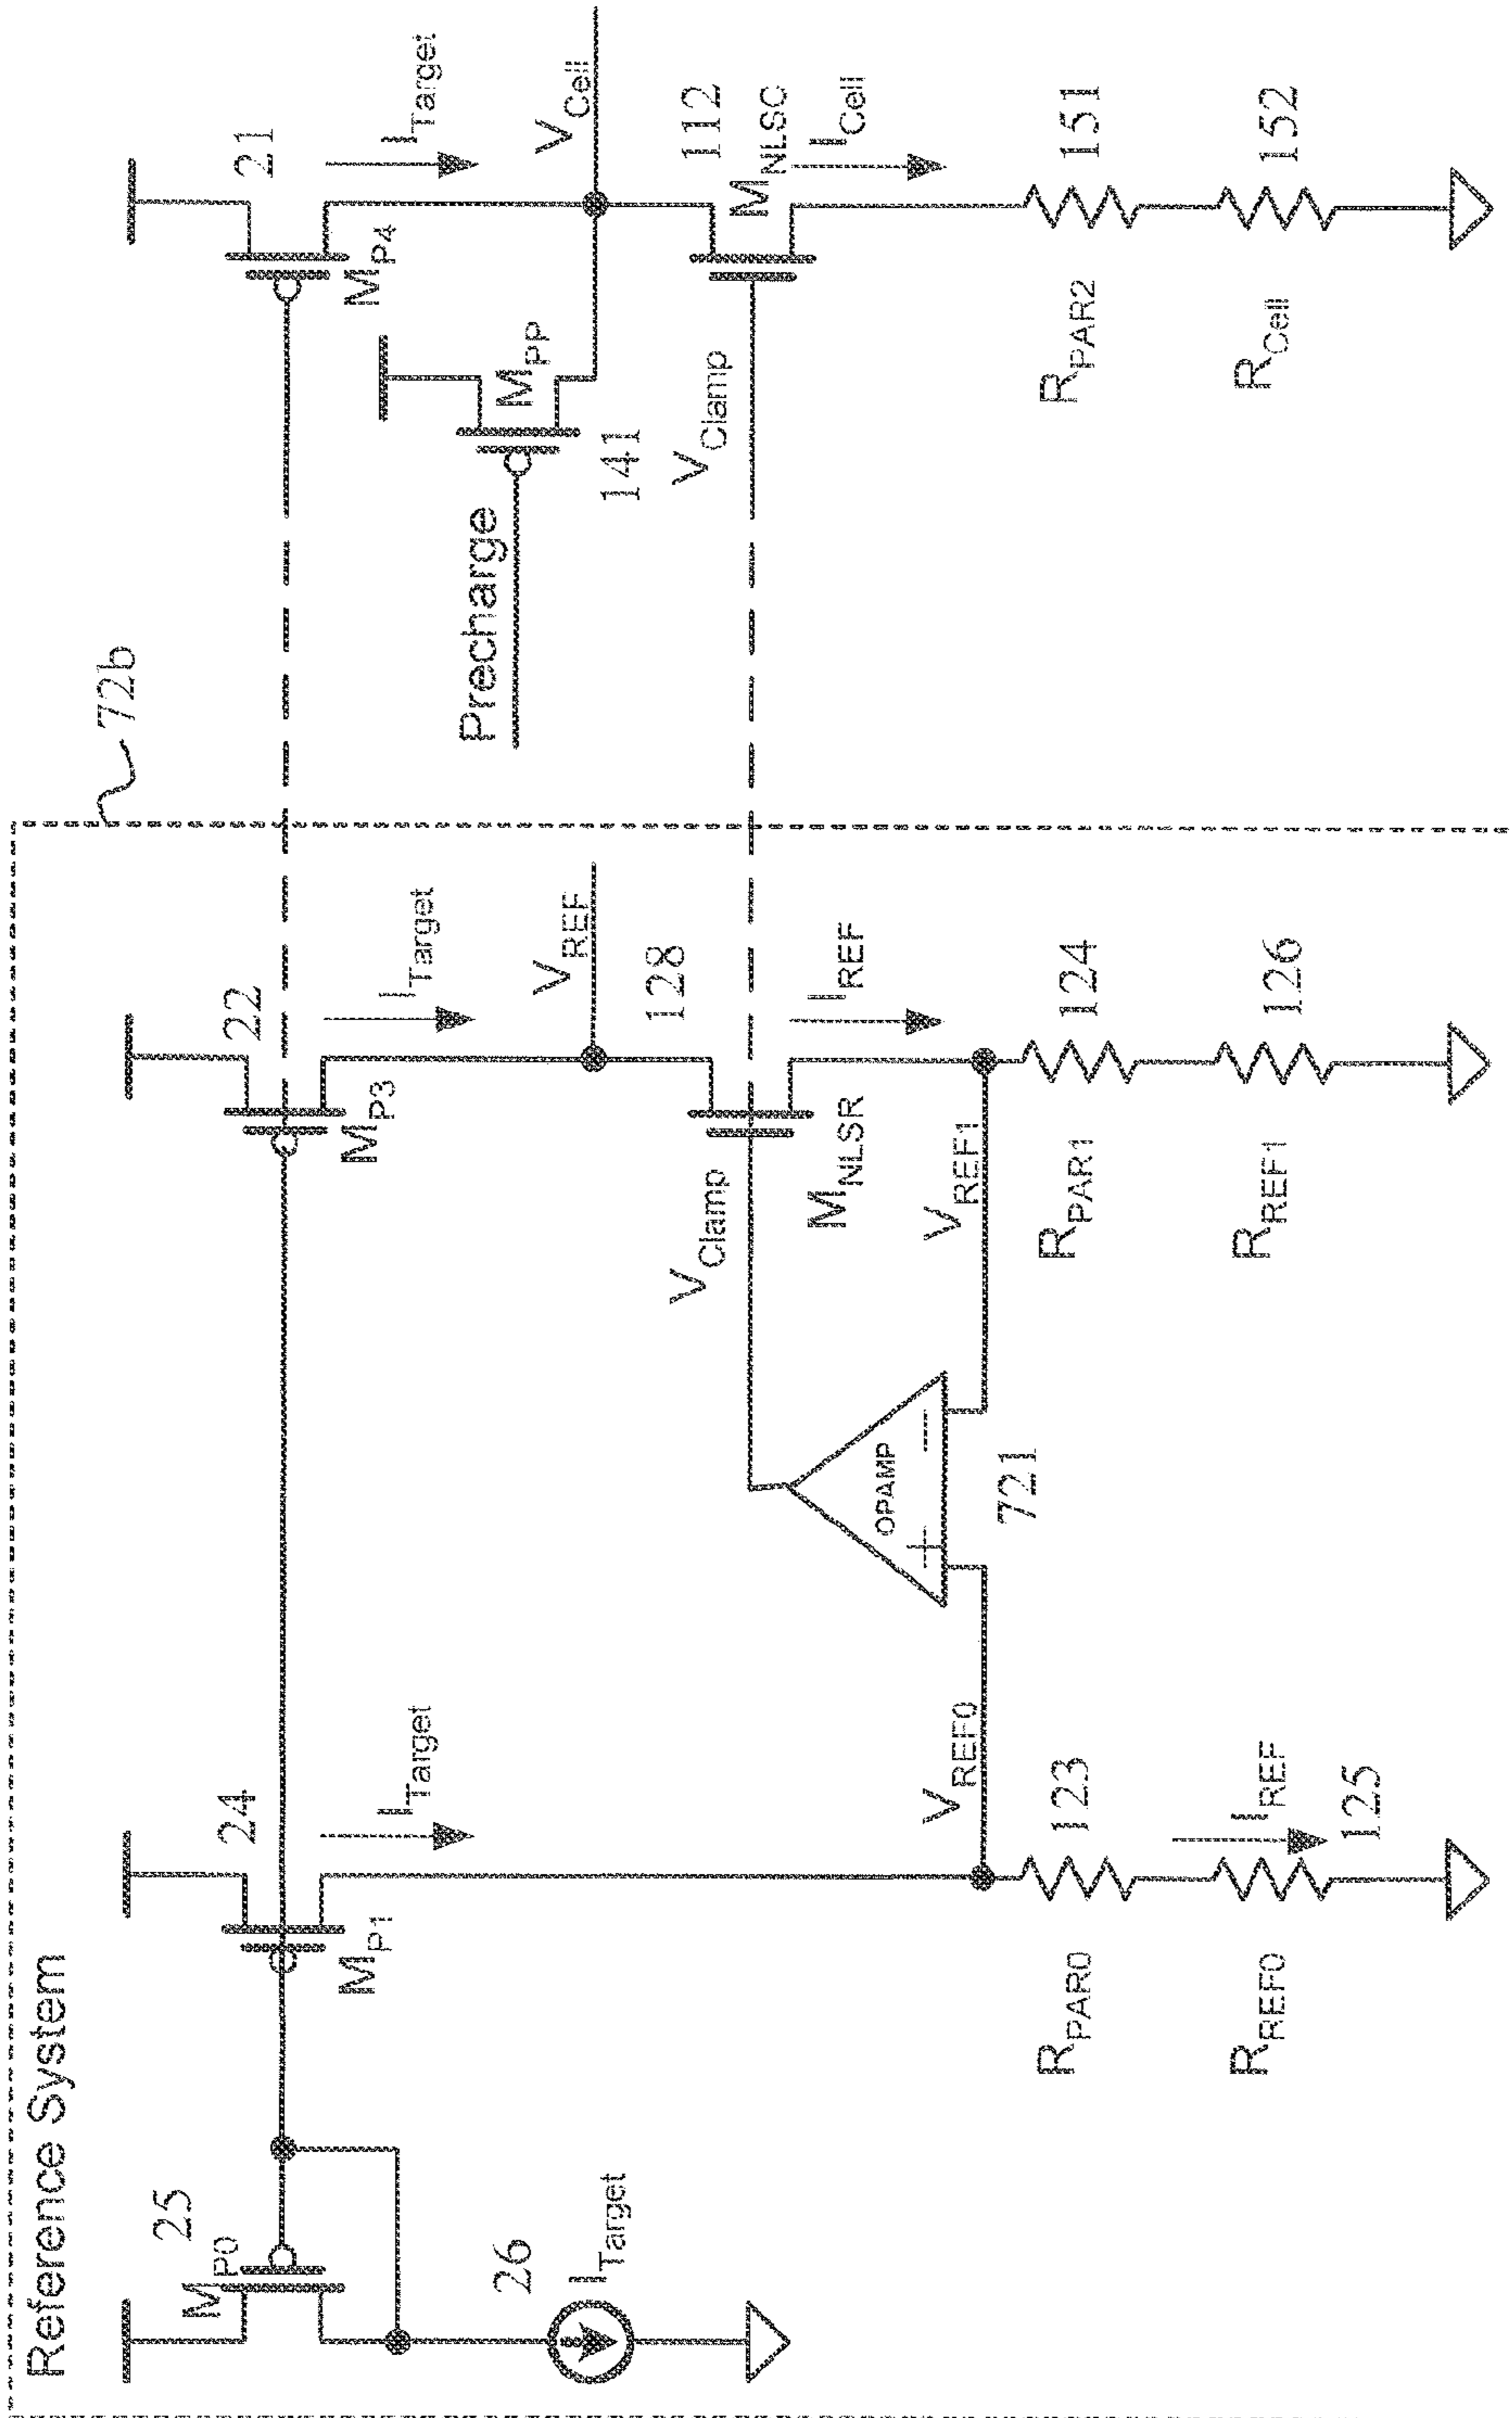 Reference System
72b
25
M_P0
24
M_P1
I_Target
22
M_P3
I_Target
21
M_P4
I_Target
Precharge
M_PP
141
26
I_Target
V_REF
V_Cell
V_Clamp
128
V_Clamp
112
M_NLSC
M_NLSR
I_REF
I_Cell
OPAMP
+
−
V_REF0
V_REF1
721
R_PAR0
123
R_PAR1
124
R_PAR2
151
I_REF
R_REF0
125
R_REF1
126
R_Cell
152